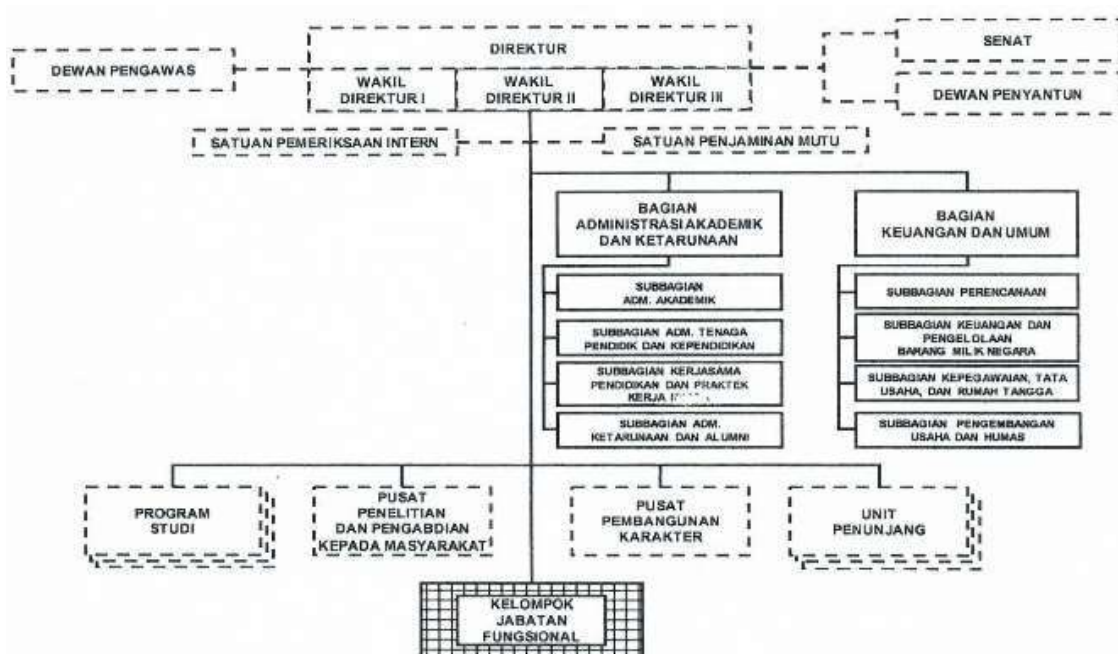 DIREKTUR
SENAT
DEWAN PENGAWAS
WAKIL
DIREKTUR I
WAKIL
DIREKTUR II
WAKIL
DIREKTUR III
DEWAN PENYANTUN
SATUAN PEMERIKSAAN INTERN
SATUAN PENJAMINAN MUTU
BAGIAN
ADMINISTRASI AKADEMIK
DAN KETARUNAAN
BAGIAN
KEUANGAN DAN UMUM
SUBBAGIAN
ADM. AKADEMIK
SUBBAGIAN PERENCANAAN
SUBBAGIAN ADM. TENAGA
PENDIDIK DAN KEPENDIDIKAN
SUBBAGIAN KEUANGAN DAN
PENGELOLAAN
BARANG MILIK NEGARA
SUBBAGIAN KERJASAMA
PENDIDIKAN DAN PRAKTEK
KERJA
SUBBAGIAN KEPEGAWAIAN, TATA
USAHA, DAN RUMAH TANGGA
SUBBAGIAN ADM.
KETARUNAAN DAN ALUMNI
SUBBAGIAN PENGEMBANGAN
USAHA DAN HUMAS
PROGRAM
STUDI
PUSAT
PENELITIAN
DAN PENGABDIAN
KEPADA MASYARAKAT
PUSAT
PEMBANGUNAN
KARAKTER
UNIT
PENUNJANG
KELOMPOK
JABATAN
FUNGSIONAL